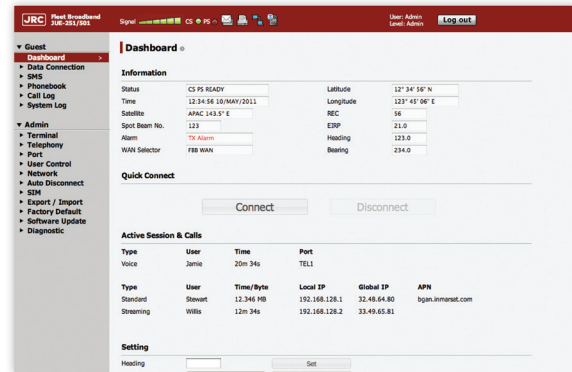 JRC Fleet Broadband JUE-251/501 Signal CS PS User: Admin Level: Admin Log out
Guest
Dashboard >
Data Connection
SMS
Phonebook
Call Log
System Log
Admin
Terminal
Telephony
Port
User Control
Network
Auto Disconnect
SIM
Export / Import
Factory Default
Software Update
Diagnostic
Dashboard
Information
Status CS PS READY Latitude 12° 34' 56" N
Time 12:34:56 10/MAY/2011 Longitude 123° 45' 06" E
Satellite APAC 143.5° E REC 56
Spot Beam No. 123 EIRP 21.0
Alarm TX Alarm Heading 123.0
WAN Selector FBB WAN Bearing 234.0
Quick Connect
Connect Disconnect
Active Session & Calls
Type User Time Port
Voice Jamie 20m 34s TEL1
Type User Time/Byte Local IP Global IP APN
Standard Stewart 12.346 MB 192.168.128.1 32.48.64.80 bgan.inmarsat.com
Streaming Willis 12m 34s 192.168.128.2 33.49.65.81
Setting
Heading Set